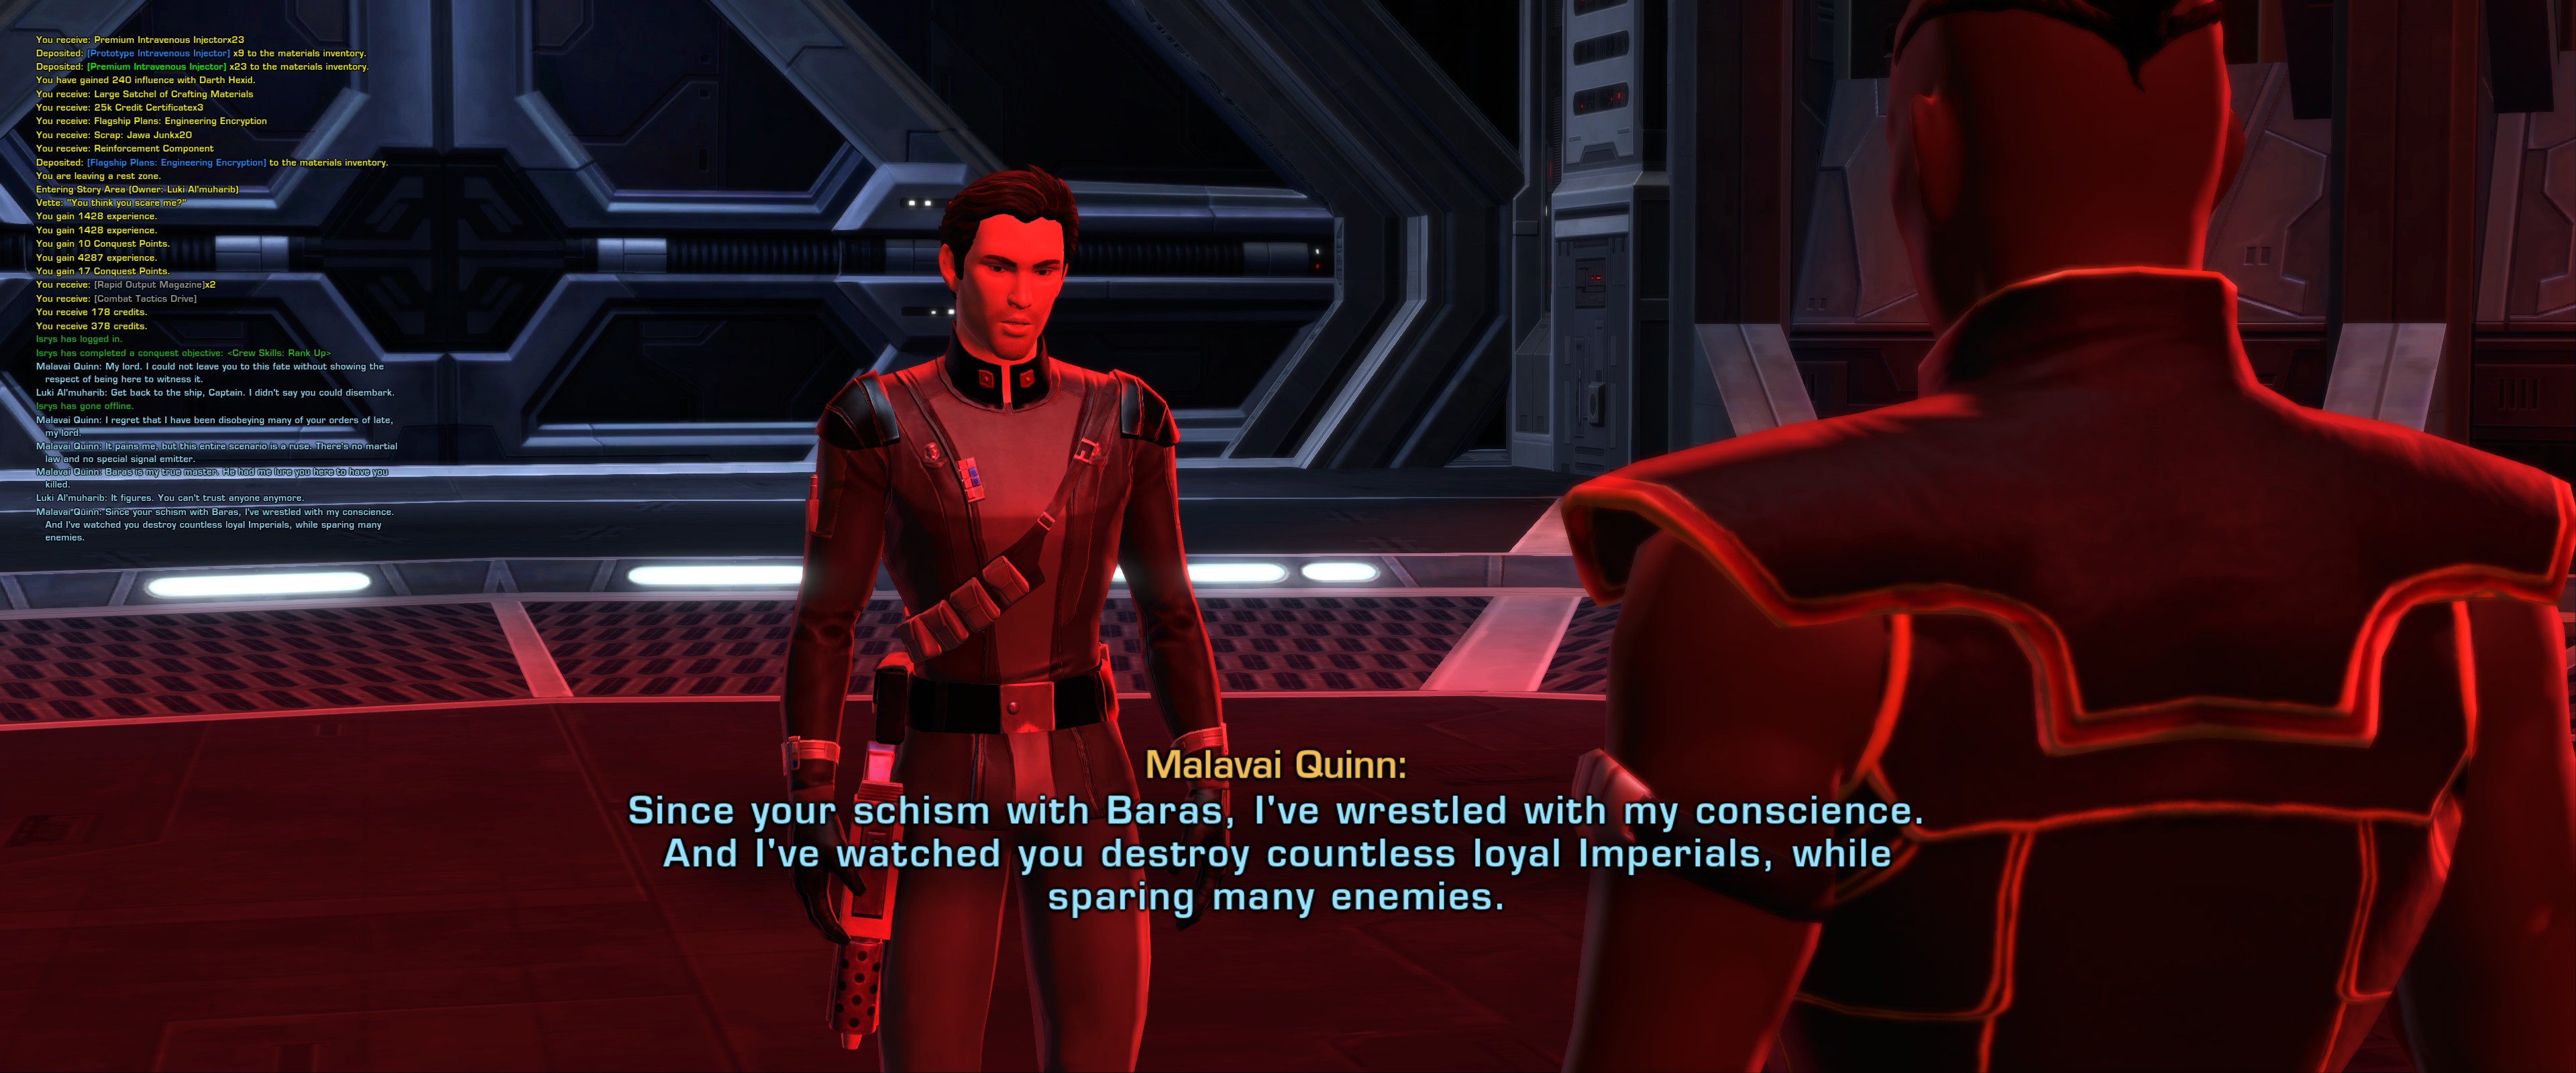 You receive: Premium Intravenous Injectorx23
Deposited: [Prototype Intravenous Injector] x9 to the materials inventory.
Deposited: [Premium Intravenous Injector] x23 to the materials inventory.
You have gained 240 influence with Darth Hexid.
You receive: Large Satchel of Crafting Materials
You receive: 25k Credit Certificatex3
You receive: Flagship Plans: Engineering Encryption
You receive: Scrap: Jawa Junkx20
You receive: Reinforcement Component
Deposited: [Flagship Plans: Engineering Encryption] to the materials inventory.
You are leaving a rest zone.
Entering Story Area (Owner: Luki Al'muharib)
Vette: "You think you scare me?"
You gain 1428 experience.
You gain 1428 experience.
You gain 10 Conquest Points.
You gain 4287 experience.
You gain 17 Conquest Points.
You receive: [Rapid Output Magazine]x2
You receive: [Combat Tactics Drive]
You receive 178 credits.
You receive 378 credits.
Isrys has logged in.
Isrys has completed a conquest objective: <Crew Skills: Rank Up>
Malavai Quinn: My lord. I could not leave you to this fate without showing the
respect of being here to witness it.
Luki Al'muharib: Get back to the ship, Captain. I didn't say you could disembark.
Isrys has gone offline.
Malavai Quinn: I regret that I have been disobeying many of your orders of late,
my lord.
Malavai Quinn: It pains me, but this entire scenario is a ruse. There's no martial
law and no special signal emitter.
Malavai Quinn: Baras is my true master. He had me lure you here to have you
killed.
Luki Al'muharib: It figures. You can't trust anyone anymore.
Malavai Quinn: Since your schism with Baras, I've wrestled with my conscience.
And I've watched you destroy countless loyal Imperials, while sparing many
enemies.
Malavai Quinn:
Since your schism with Baras, I've wrestled with my conscience.
And I've watched you destroy countless loyal Imperials, while
sparing many enemies.